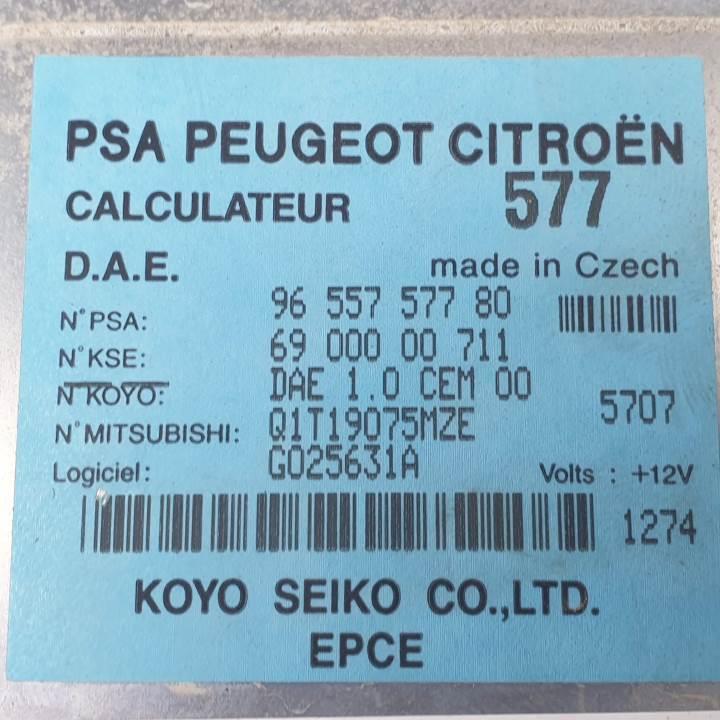 PSA PEUGEOT CITROËN
CALCULATEUR 577
D.A.E. made in Czech
N°PSA: 96 557 577 80
N°KSE: 69 000 00 711
N°KOYO: DAE 1.0 CEM 00 5707
N°MITSUBISHI: Q1T19075MZE
Logiciel: G025631A Volts : +12V
1274
KOYO SEIKO CO.,LTD.
EPCE